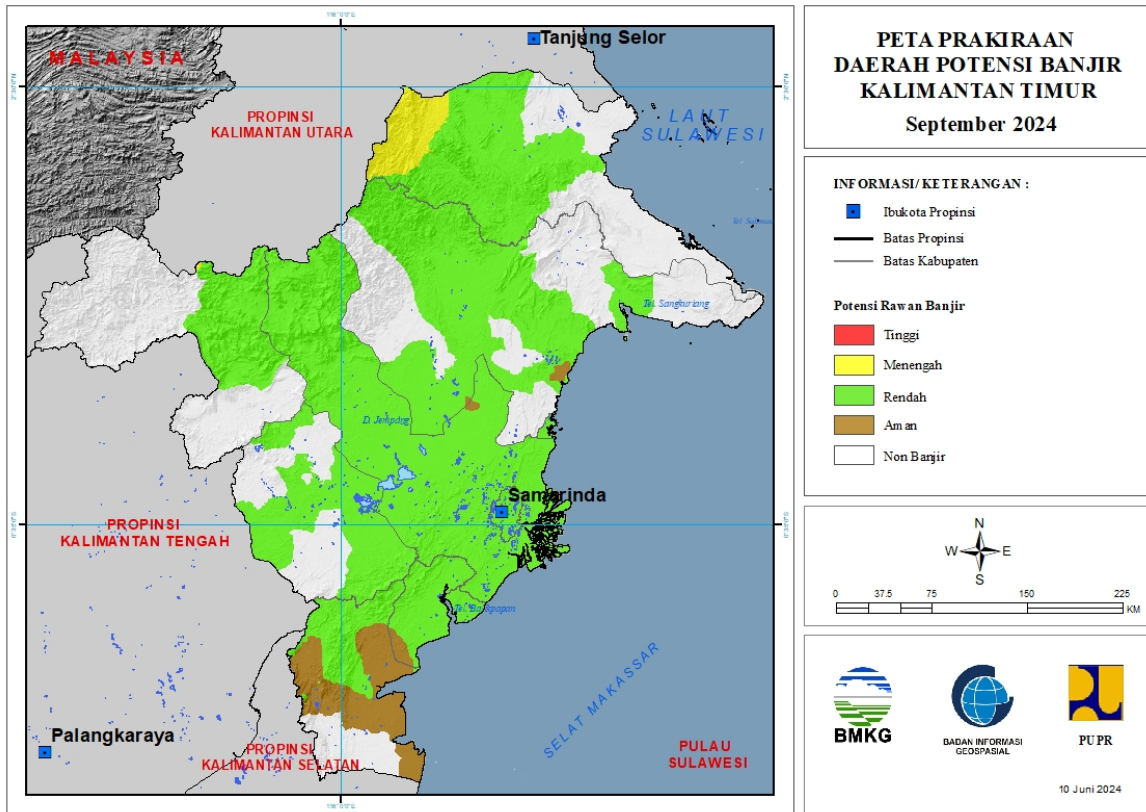 PETA PRAKIRAAN
DAERAH POTENSI BANJIR
KALIMANTAN TIMUR
September 2024
INFORMASI/ KETERANGAN :
Ibukota Propinsi
Batas Propinsi
Batas Kabupaten
Potensi Rawan Banjir
Tinggi
Menengah
Rendah
Aman
Non Banjir
N
W E
S
0 37.5 75 150 225
KM
BMKG
BADAN INFORMASI
GEOSPASIAL
PUPR
10 Juni 2024
Tanjung Selor
MALAYSIA
PROPINSI
KALIMANTAN UTARA
LAUT
SULAWESI
Tel. Sangkuriang
D. Jempang
Samarinda
PROPINSI
KALIMANTAN TENGAH
Tel. Balikpapan
SELAT MAKASSAR
Palangkaraya
PROPINSI
KALIMANTAN SELATAN
PULAU
SULAWESI